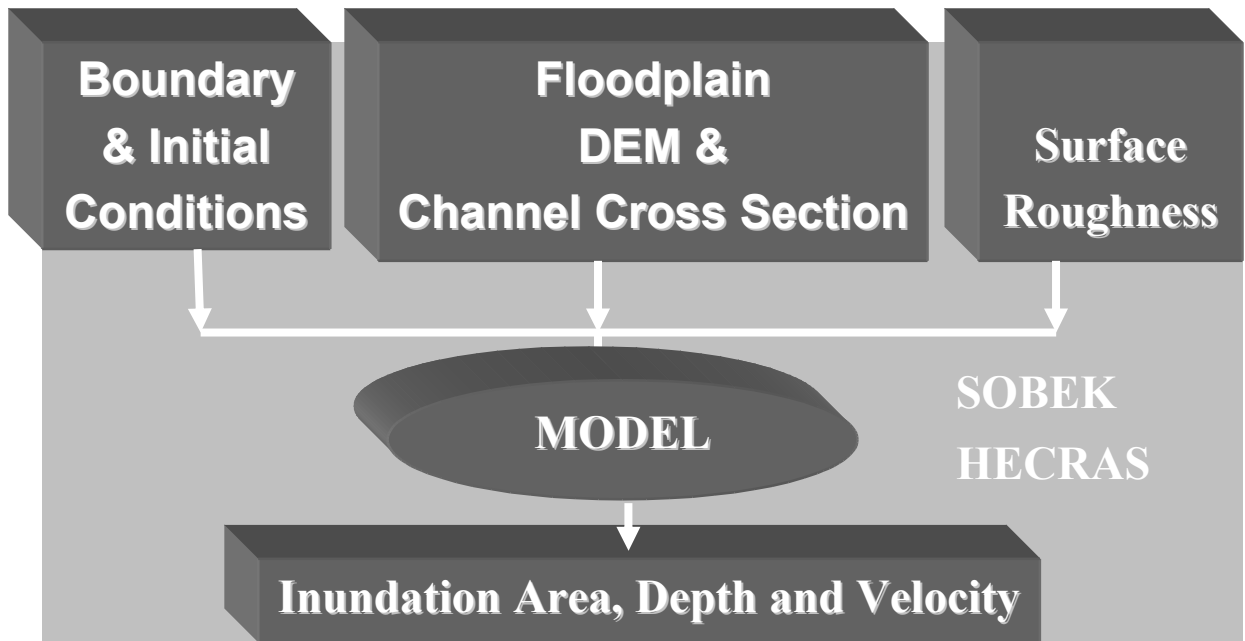 Boundary
& Initial
Conditions
Floodplain
DEM &
Channel Cross Section
Surface
Roughness
MODEL
SOBEK
HECRAS
Inundation Area, Depth and Velocity